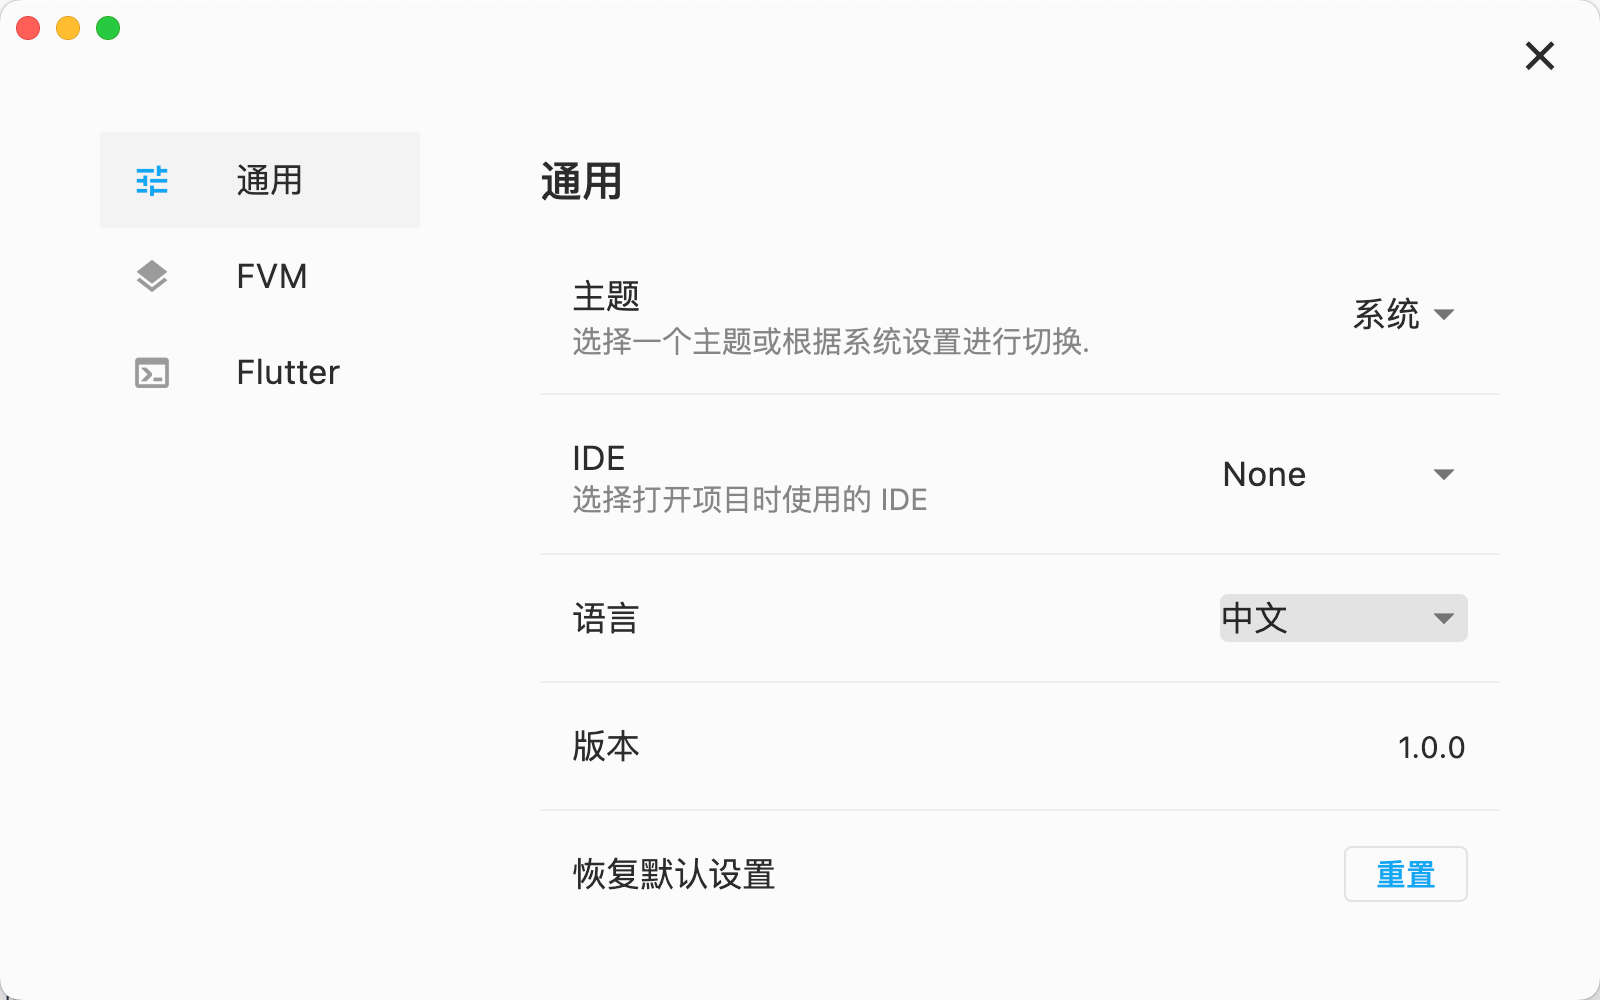 通用
FVM
Flutter
通用
主题
选择一个主题或根据系统设置进行切换.
系统
IDE
选择打开项目时使用的 IDE
None
语言
中文
版本
1.0.0
恢复默认设置
重置